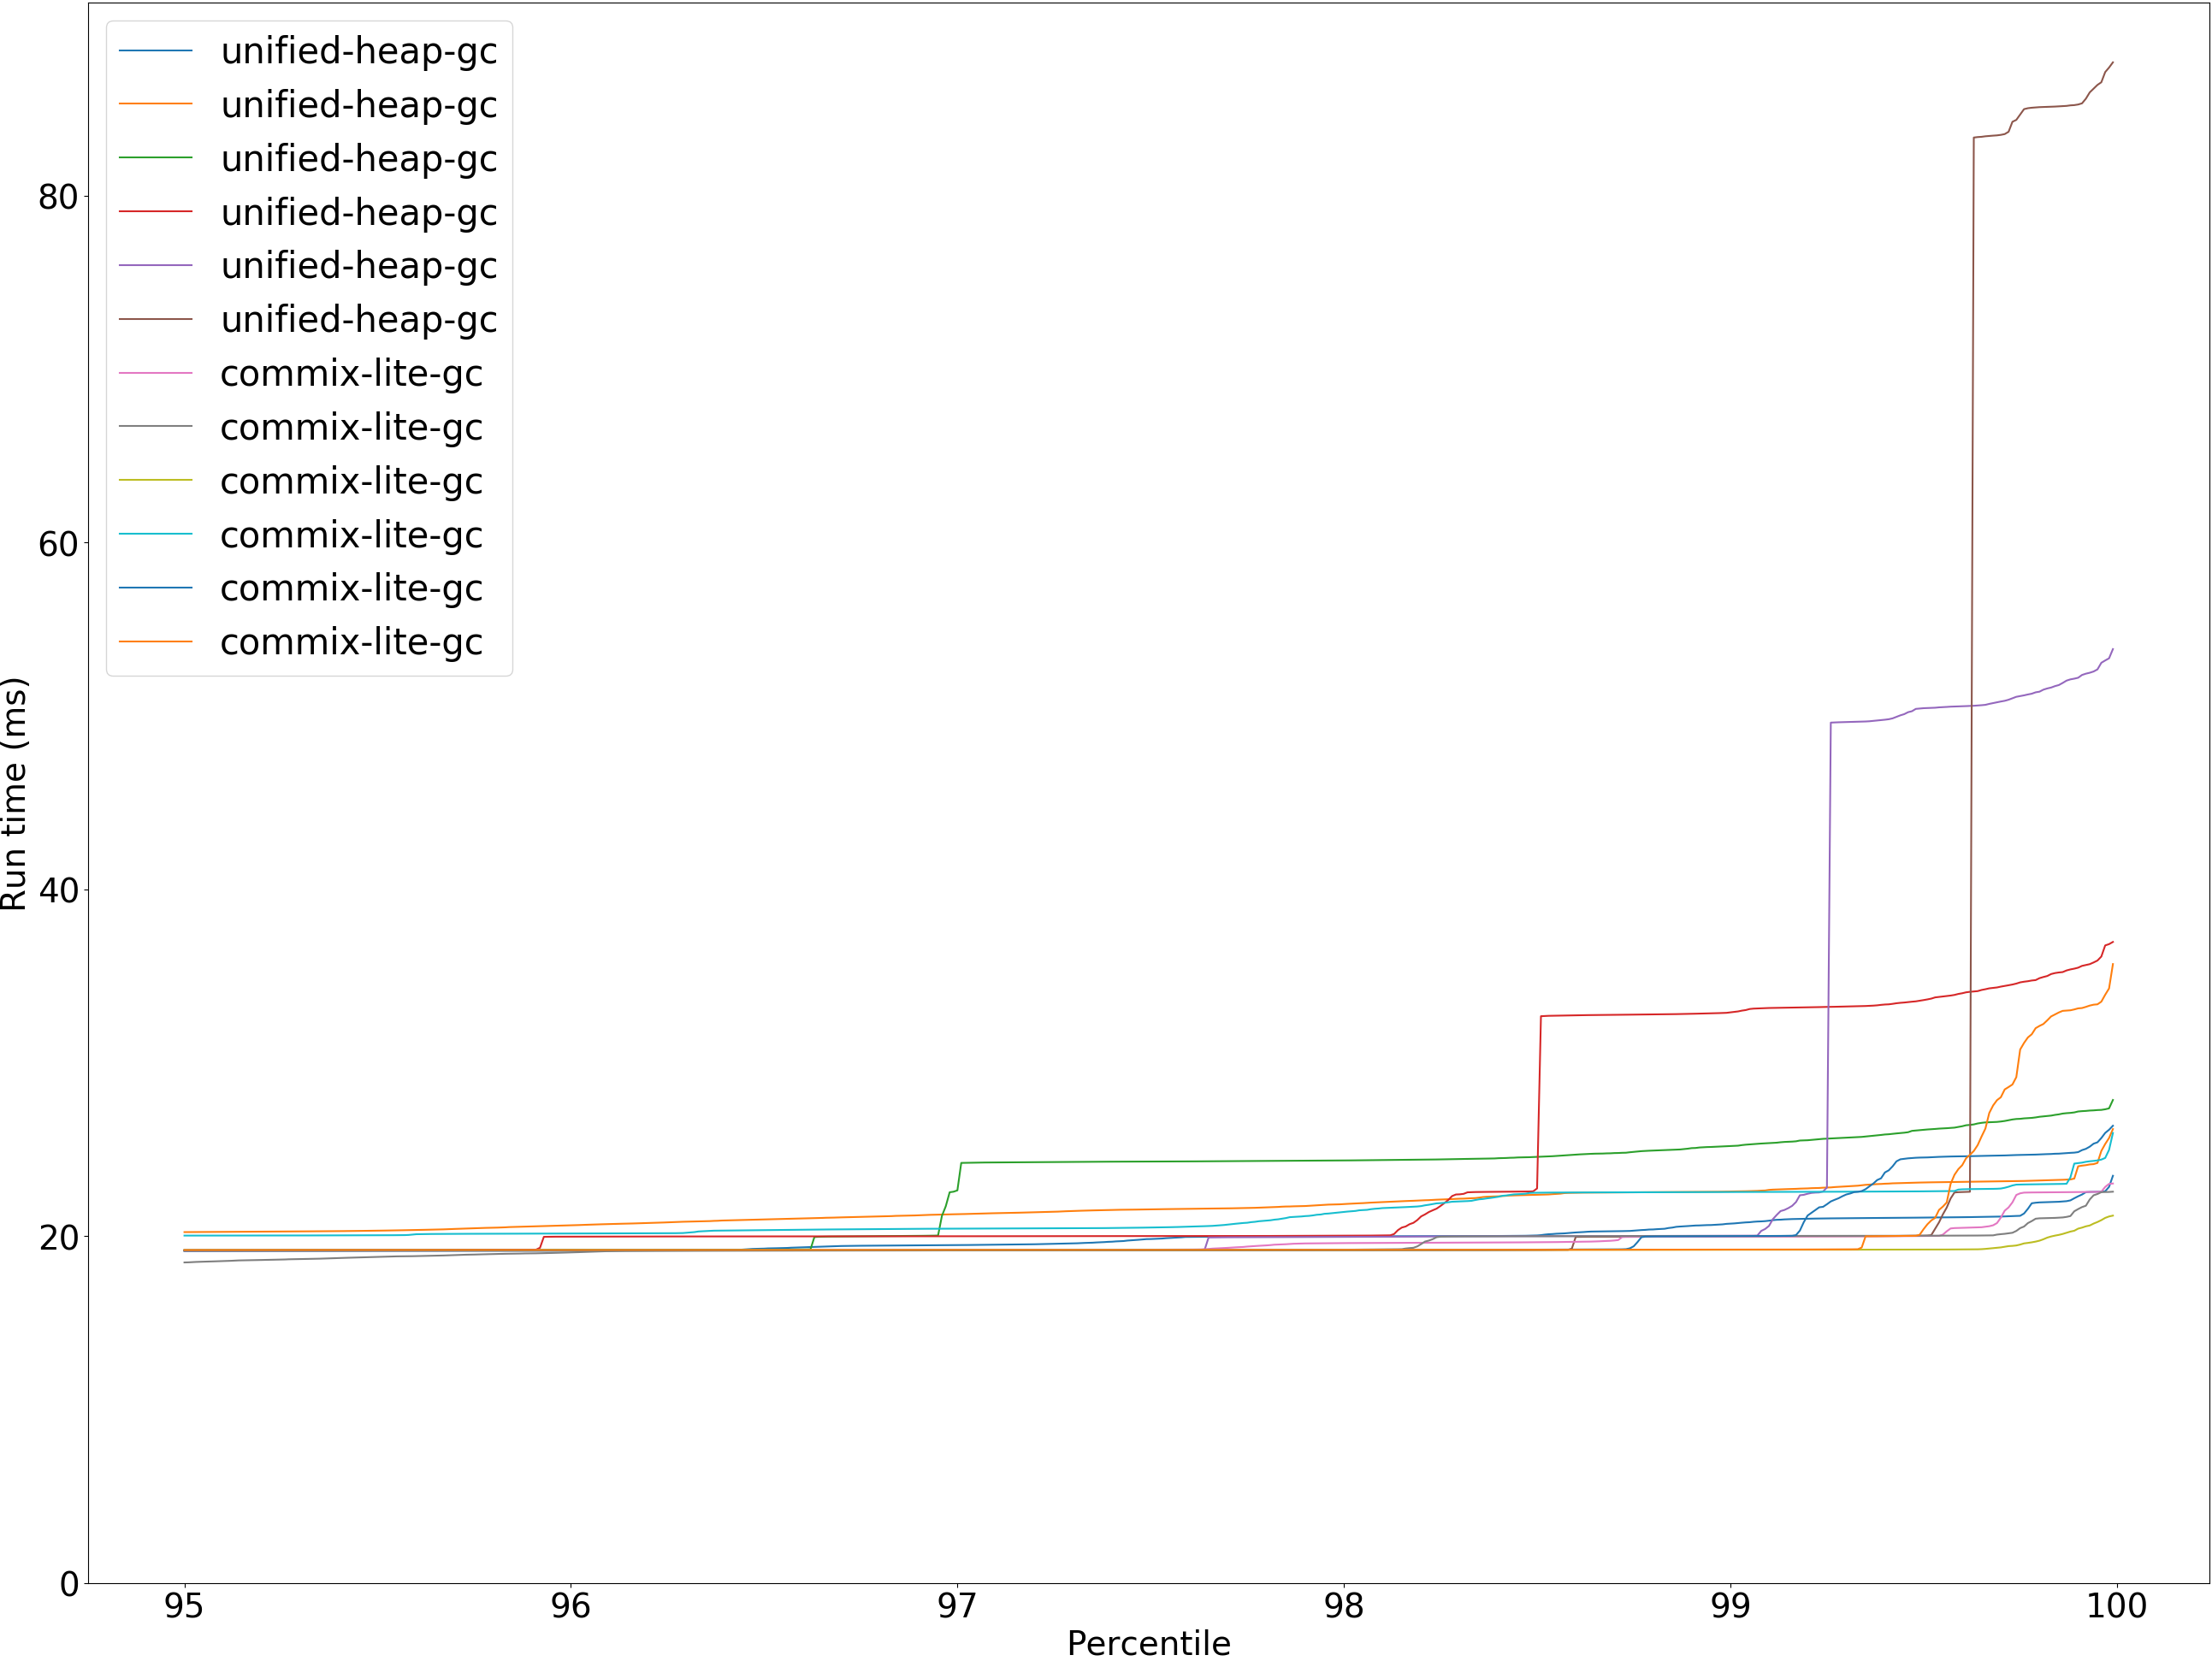 unified-heap-gc
unified-heap-gc
unified-heap-gc
unified-heap-gc
unified-heap-gc
unified-heap-gc
commix-lite-gc
commix-lite-gc
commix-lite-gc
commix-lite-gc
commix-lite-gc
commix-lite-gc
80
60
40
20
0
Run time (ms)
95 96 97 98 99 100
Percentile